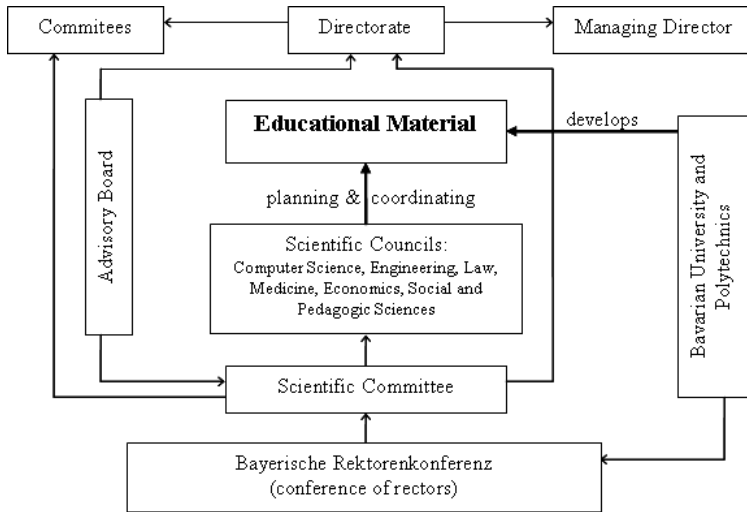 Commitees
Directorate
Managing Director
Educational Material
develops
planning & coordinating
Advisory Board
Scientific Councils:
Computer Science, Engineering, Law,
Medicine, Economics, Social and
Pedagogic Sciences
Bavarian University and
Polytechnics
Scientific Committee
Bayerische Rektorenkonferenz
(conference of rectors)